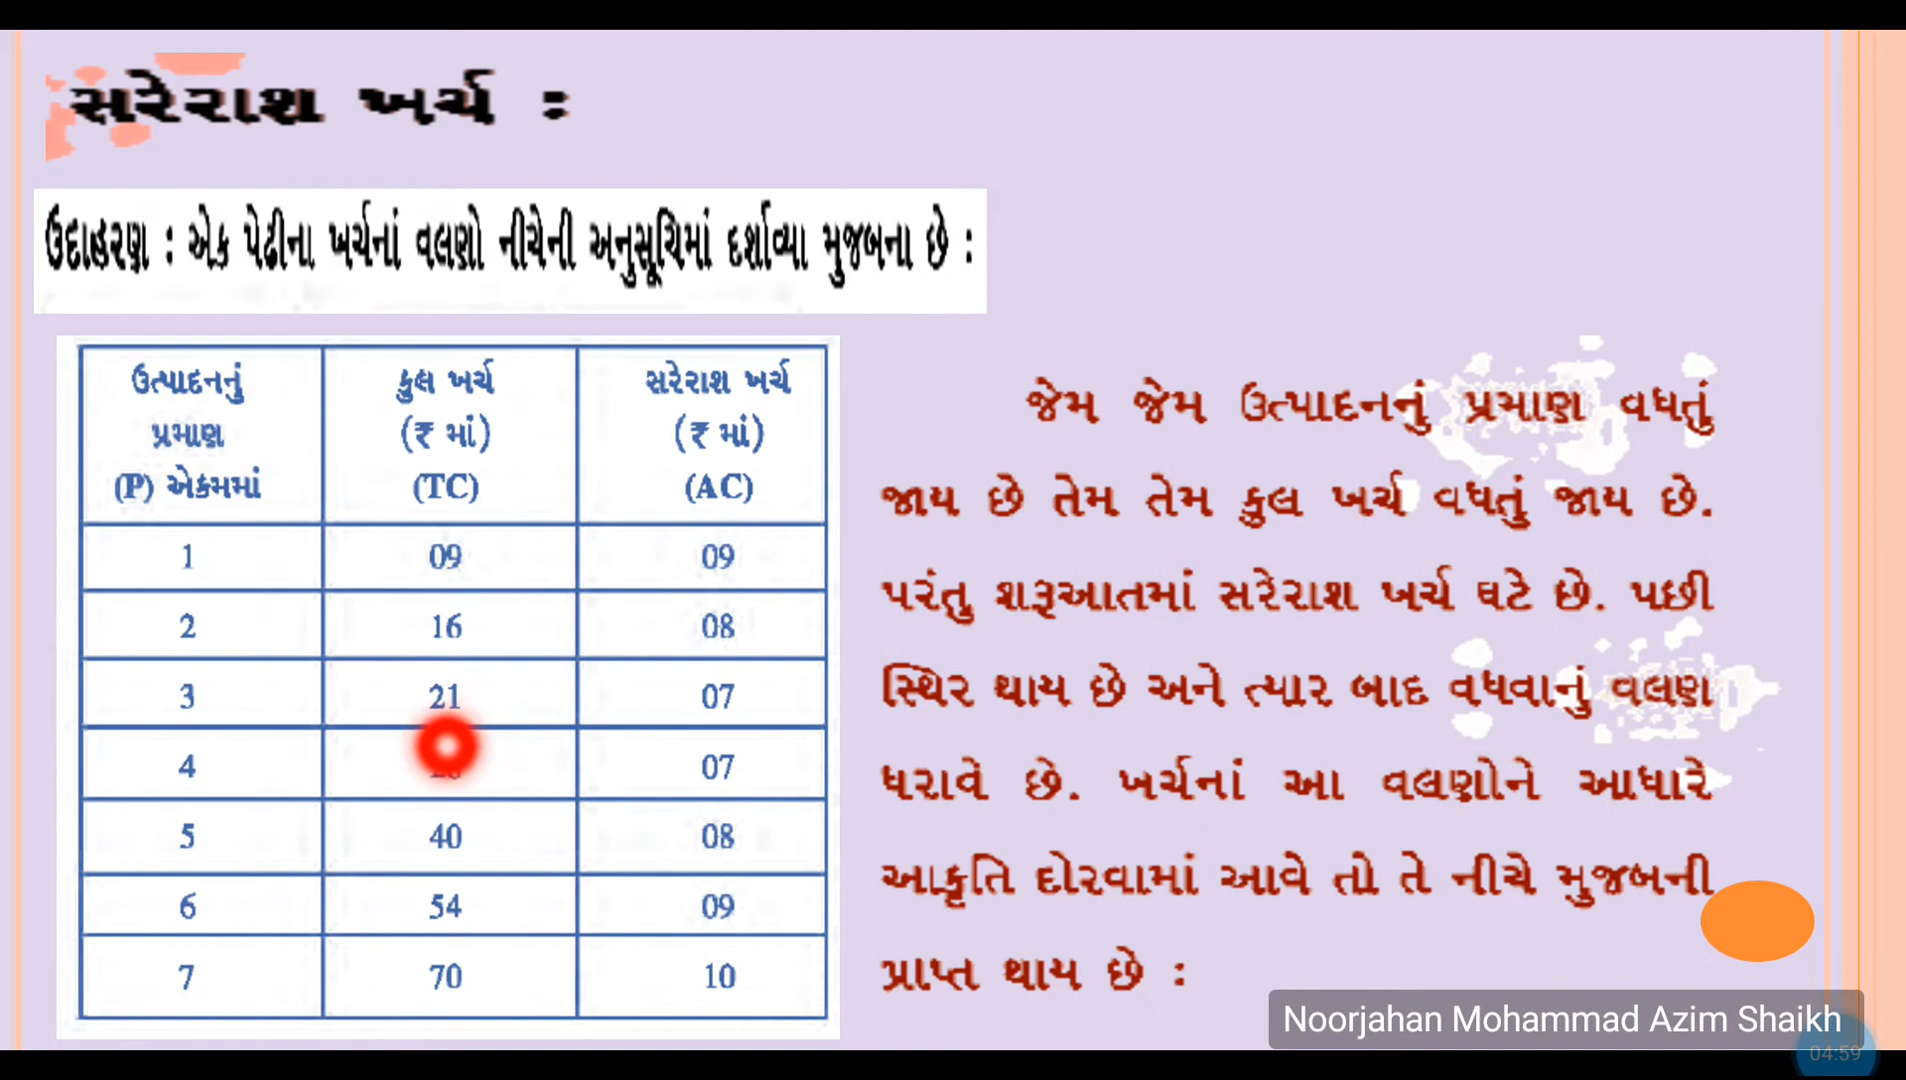 સરેરાશ ખર્ચ :
ઉદાહરણ : એક પેઢીના ખર્ચનાં વલણો નીચેની અનુસૂચિમાં દર્શાવ્યા મુજબના છે :
ઉત્પાદનનું પ્રમાણ (P) એકમમાં | કુલ ખર્ચ (₹ માં) (TC) | સરેરાશ ખર્ચ (₹ માં) (AC)
1 09 09
2 16 08
3 21 07
4 07
5 40 08
6 54 09
7 70 10
જેમ જેમ ઉત્પાદનનું પ્રમાણ વધતું
જાય છે તેમ તેમ કુલ ખર્ચ વધતું જાય છે.
પરંતુ શરૂઆતમાં સરેરાશ ખર્ચ ઘટે છે. પછી
સ્થિર થાય છે અને ત્યાર બાદ વધવાનું વલણ
ધરાવે છે. ખર્ચનાં આ વલણોને આધારે
આકૃતિ દોરવામાં આવે તો તે નીચે મુજબની
પ્રાપ્ત થાય છે :
Noorjahan Mohammad Azim Shaikh
04:59